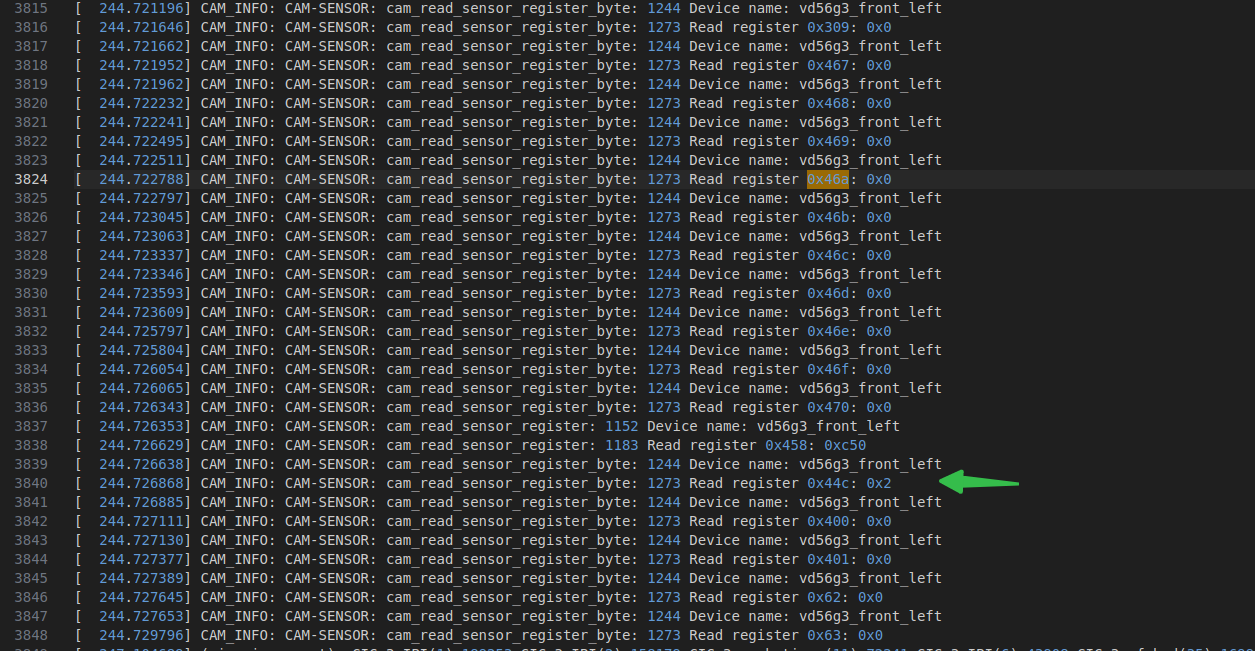 3815 [  244.721196] CAM_INFO: CAM-SENSOR: cam_read_sensor_register_byte: 1244 Device name: vd56g3_front_left
3816 [  244.721646] CAM_INFO: CAM-SENSOR: cam_read_sensor_register_byte: 1273 Read register 0x309: 0x0
3817 [  244.721662] CAM_INFO: CAM-SENSOR: cam_read_sensor_register_byte: 1244 Device name: vd56g3_front_left
3818 [  244.721952] CAM_INFO: CAM-SENSOR: cam_read_sensor_register_byte: 1273 Read register 0x467: 0x0
3819 [  244.721962] CAM_INFO: CAM-SENSOR: cam_read_sensor_register_byte: 1244 Device name: vd56g3_front_left
3820 [  244.722232] CAM_INFO: CAM-SENSOR: cam_read_sensor_register_byte: 1273 Read register 0x468: 0x0
3821 [  244.722241] CAM_INFO: CAM-SENSOR: cam_read_sensor_register_byte: 1244 Device name: vd56g3_front_left
3822 [  244.722495] CAM_INFO: CAM-SENSOR: cam_read_sensor_register_byte: 1273 Read register 0x469: 0x0
3823 [  244.722511] CAM_INFO: CAM-SENSOR: cam_read_sensor_register_byte: 1244 Device name: vd56g3_front_left
3824 [  244.722788] CAM_INFO: CAM-SENSOR: cam_read_sensor_register_byte: 1273 Read register 0x46a: 0x0
3825 [  244.722797] CAM_INFO: CAM-SENSOR: cam_read_sensor_register_byte: 1244 Device name: vd56g3_front_left
3826 [  244.723045] CAM_INFO: CAM-SENSOR: cam_read_sensor_register_byte: 1273 Read register 0x46b: 0x0
3827 [  244.723063] CAM_INFO: CAM-SENSOR: cam_read_sensor_register_byte: 1244 Device name: vd56g3_front_left
3828 [  244.723337] CAM_INFO: CAM-SENSOR: cam_read_sensor_register_byte: 1273 Read register 0x46c: 0x0
3829 [  244.723346] CAM_INFO: CAM-SENSOR: cam_read_sensor_register_byte: 1244 Device name: vd56g3_front_left
3830 [  244.723593] CAM_INFO: CAM-SENSOR: cam_read_sensor_register_byte: 1273 Read register 0x46d: 0x0
3831 [  244.723609] CAM_INFO: CAM-SENSOR: cam_read_sensor_register_byte: 1244 Device name: vd56g3_front_left
3832 [  244.725797] CAM_INFO: CAM-SENSOR: cam_read_sensor_register_byte: 1273 Read register 0x46e: 0x0
3833 [  244.725804] CAM_INFO: CAM-SENSOR: cam_read_sensor_register_byte: 1244 Device name: vd56g3_front_left
3834 [  244.726054] CAM_INFO: CAM-SENSOR: cam_read_sensor_register_byte: 1273 Read register 0x46f: 0x0
3835 [  244.726065] CAM_INFO: CAM-SENSOR: cam_read_sensor_register_byte: 1244 Device name: vd56g3_front_left
3836 [  244.726343] CAM_INFO: CAM-SENSOR: cam_read_sensor_register_byte: 1273 Read register 0x470: 0x0
3837 [  244.726353] CAM_INFO: CAM-SENSOR: cam_read_sensor_register: 1152 Device name: vd56g3_front_left
3838 [  244.726629] CAM_INFO: CAM-SENSOR: cam_read_sensor_register: 1183 Read register 0x458: 0xc50
3839 [  244.726638] CAM_INFO: CAM-SENSOR: cam_read_sensor_register_byte: 1244 Device name: vd56g3_front_left
3840 [  244.726868] CAM_INFO: CAM-SENSOR: cam_read_sensor_register_byte: 1273 Read register 0x44c: 0x2
3841 [  244.726885] CAM_INFO: CAM-SENSOR: cam_read_sensor_register_byte: 1244 Device name: vd56g3_front_left
3842 [  244.727111] CAM_INFO: CAM-SENSOR: cam_read_sensor_register_byte: 1273 Read register 0x400: 0x0
3843 [  244.727130] CAM_INFO: CAM-SENSOR: cam_read_sensor_register_byte: 1244 Device name: vd56g3_front_left
3844 [  244.727377] CAM_INFO: CAM-SENSOR: cam_read_sensor_register_byte: 1273 Read register 0x401: 0x0
3845 [  244.727389] CAM_INFO: CAM-SENSOR: cam_read_sensor_register_byte: 1244 Device name: vd56g3_front_left
3846 [  244.727645] CAM_INFO: CAM-SENSOR: cam_read_sensor_register_byte: 1273 Read register 0x62: 0x0
3847 [  244.727653] CAM_INFO: CAM-SENSOR: cam_read_sensor_register_byte: 1244 Device name: vd56g3_front_left
3848 [  244.729796] CAM_INFO: CAM-SENSOR: cam_read_sensor_register_byte: 1273 Read register 0x63: 0x0